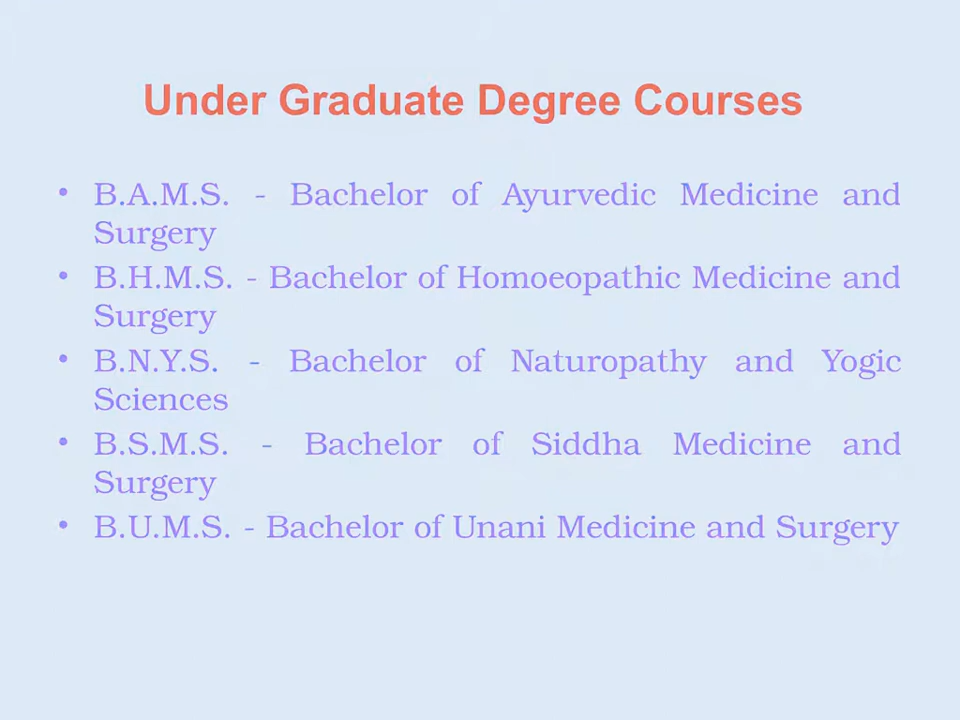 Under Graduate Degree Courses
• B.A.M.S. - Bachelor of Ayurvedic Medicine and
Surgery
• B.H.M.S. - Bachelor of Homoeopathic Medicine and
Surgery
• B.N.Y.S. - Bachelor of Naturopathy and Yogic
Sciences
• B.S.M.S. - Bachelor of Siddha Medicine and
Surgery
• B.U.M.S. - Bachelor of Unani Medicine and Surgery